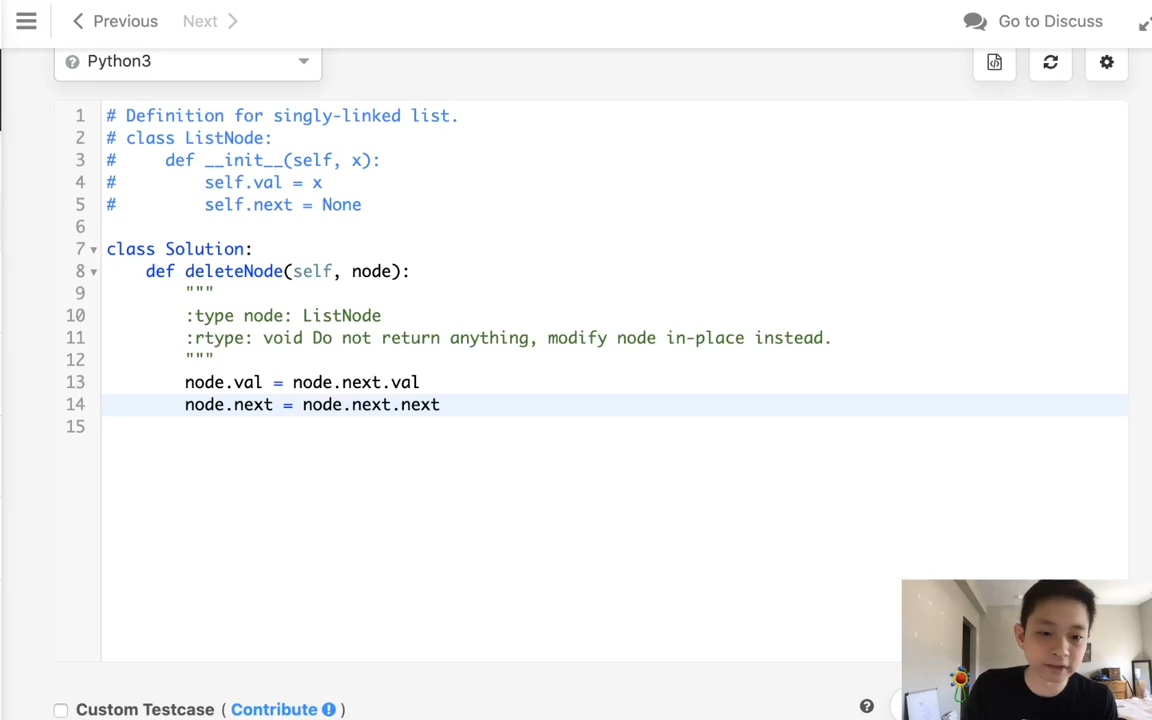 Previous Next Go to Discuss
Python3
1 # Definition for singly-linked list.
2 # class ListNode:
3 #     def __init__(self, x):
4 #         self.val = x
5 #         self.next = None
6
7 class Solution:
8     def deleteNode(self, node):
9         """
10         :type node: ListNode
11         :rtype: void Do not return anything, modify node in-place instead.
12         """
13         node.val = node.next.val
14         node.next = node.next.next
15
Custom Testcase ( Contribute )